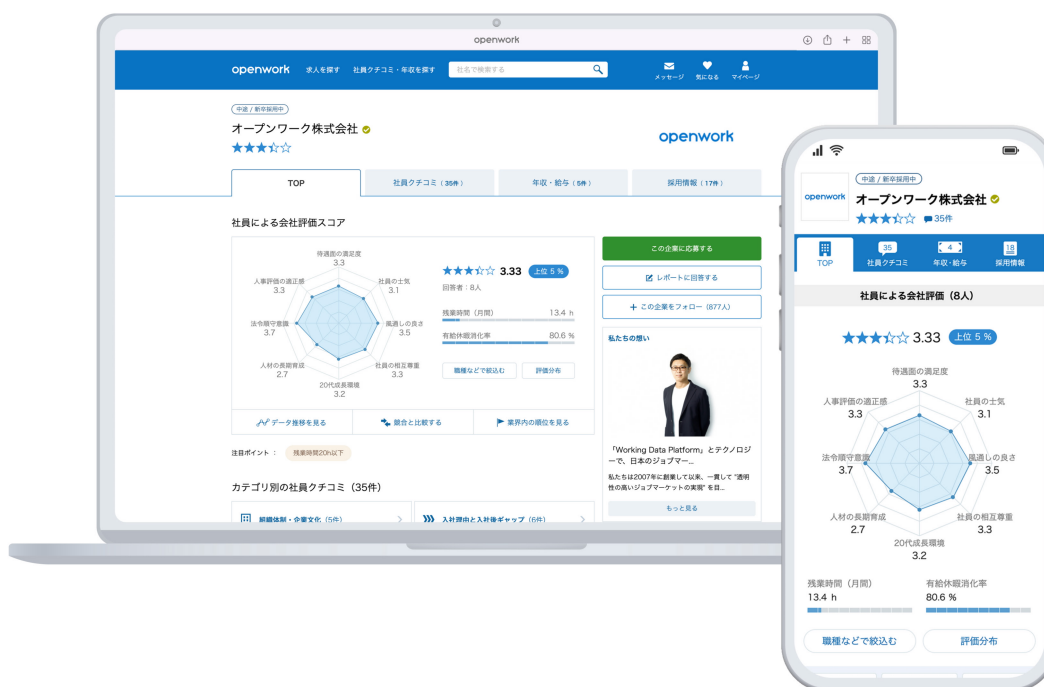 openwork
openwork 求人を探す 社員クチコミ・年収を探す 社名で検索する メッセージ 気になる マイページ
中途 / 新卒採用中
オープンワーク株式会社
openwork
TOP 社員クチコミ（35件） 年収・給与（5件） 採用情報（17件）
社員による会社評価スコア
待遇面の満足度
3.3
社員の士気
3.1
風通しの良さ
3.5
社員の相互尊重
3.3
20代成長環境
3.2
人材の長期育成
2.7
法令順守意識
3.7
人事評価の適正感
3.3
3.33 上位 5 %
回答者：8人
残業時間（月間） 13.4 h
有給休暇消化率 80.6 %
職種などで絞込む 評価分布
データ推移を見る 競合と比較する 業界内の順位を見る
注目ポイント： 残業時間20h以下
カテゴリ別の社員クチコミ（35件）
組織体制・企業文化（5件） 入社理由と入社後ギャップ（6件）
この企業に応募する
レポートに回答する
この企業をフォロー（877人）
私たちの想い
「Working Data Platform」とテクノロジ
ーで、日本のジョブマー...
私たちは2007年に創業して以来、一貫して "透明
性の高いジョブマーケットの実現" を目...
もっと見る
openwork
中途 / 新卒採用中
オープンワーク株式会社
35件
35 4 18
TOP 社員クチコミ 年収・給与 採用情報
社員による会社評価（8人）
3.33 上位 5 %
待遇面の満足度
3.3
社員の士気
3.1
風通しの良さ
3.5
社員の相互尊重
3.3
20代成長環境
3.2
人材の長期育成
2.7
法令順守意識
3.7
人事評価の適正感
3.3
残業時間（月間） 有給休暇消化率
13.4 h 80.6 %
職種などで絞込む 評価分布